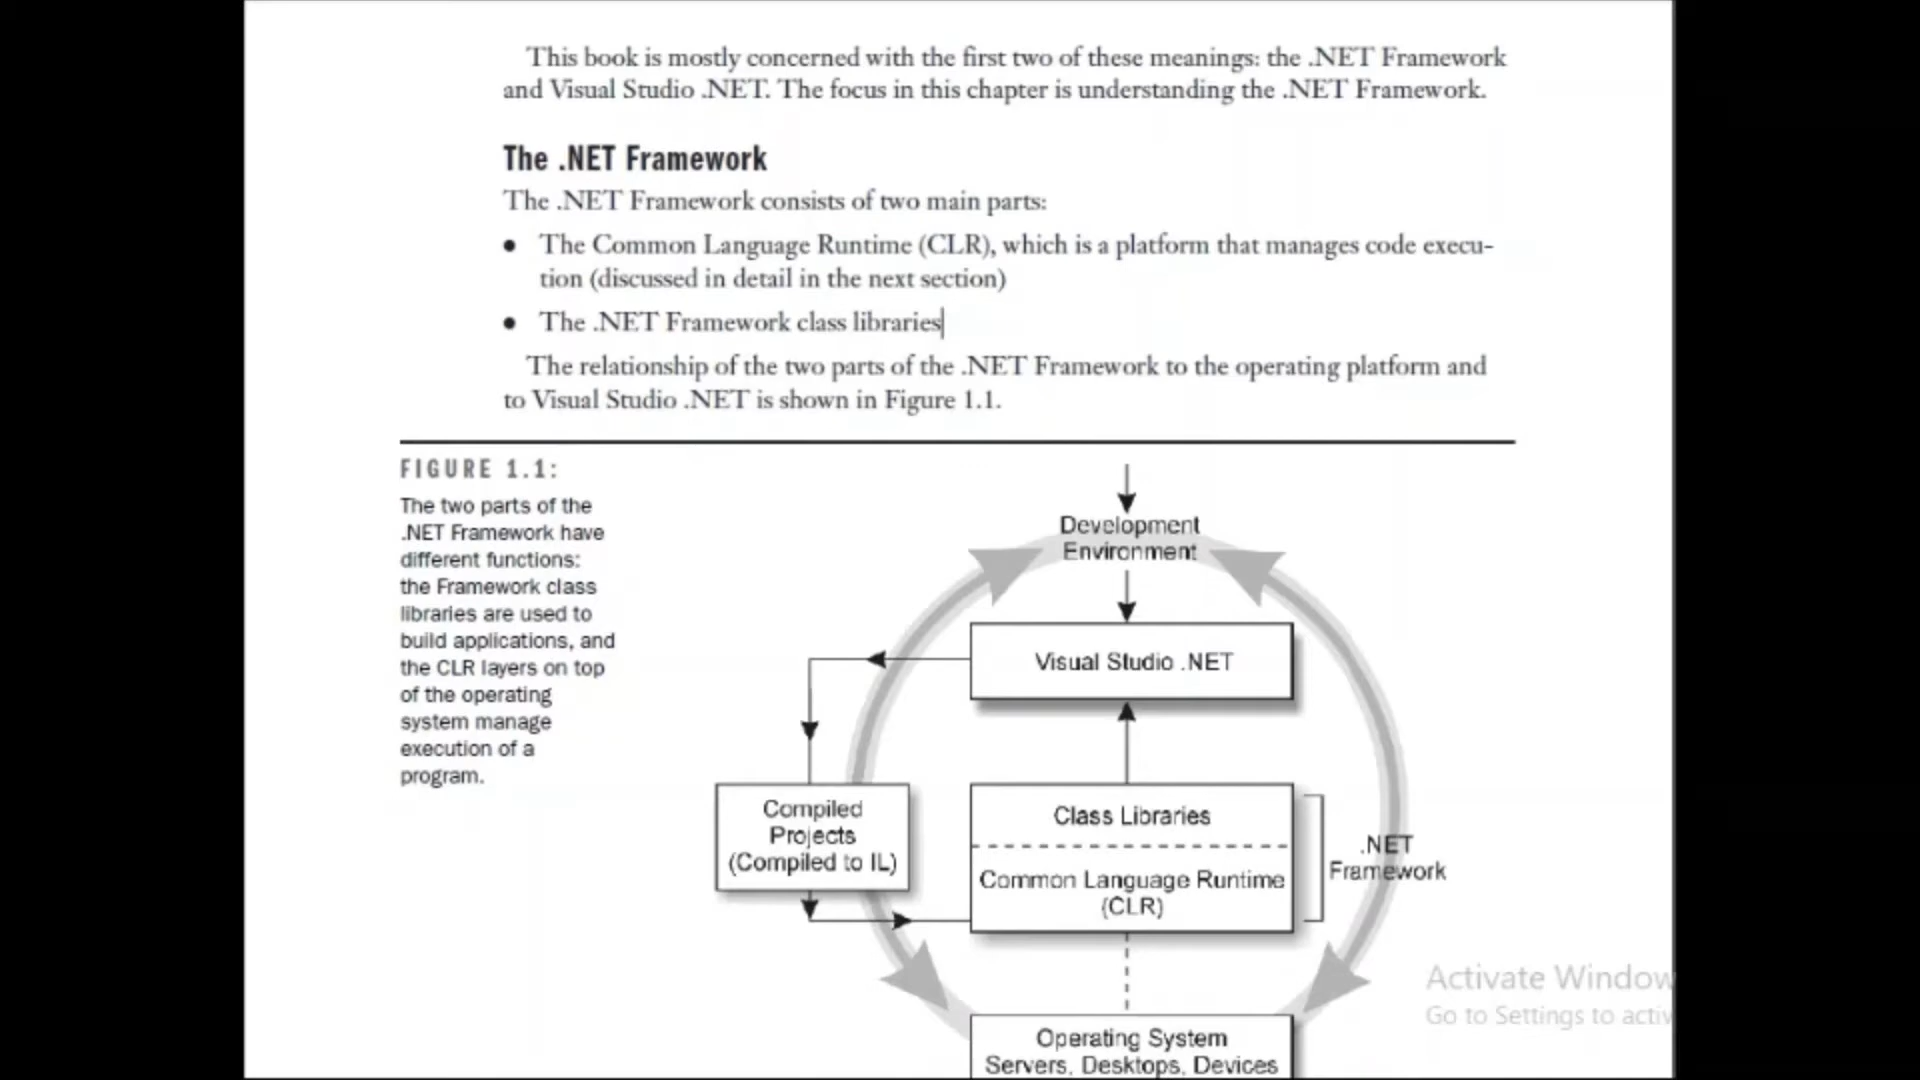 This book is mostly concerned with the first two of these meanings: the .NET Framework
and Visual Studio .NET. The focus in this chapter is understanding the .NET Framework.
The .NET Framework
The .NET Framework consists of two main parts:
● The Common Language Runtime (CLR), which is a platform that manages code execu-
tion (discussed in detail in the next section)
● The .NET Framework class libraries
The relationship of the two parts of the .NET Framework to the operating platform and
to Visual Studio .NET is shown in Figure 1.1.
FIGURE 1.1:
The two parts of the
.NET Framework have
different functions:
the Framework class
libraries are used to
build applications, and
the CLR layers on top
of the operating
system manage
execution of a
program.
Development
Environment
Visual Studio .NET
Compiled
Projects
(Compiled to IL)
Class Libraries
Common Language Runtime
(CLR)
.NET
Framework
Operating System
Servers, Desktops, Devices
Activate Window
Go to Settings to activ